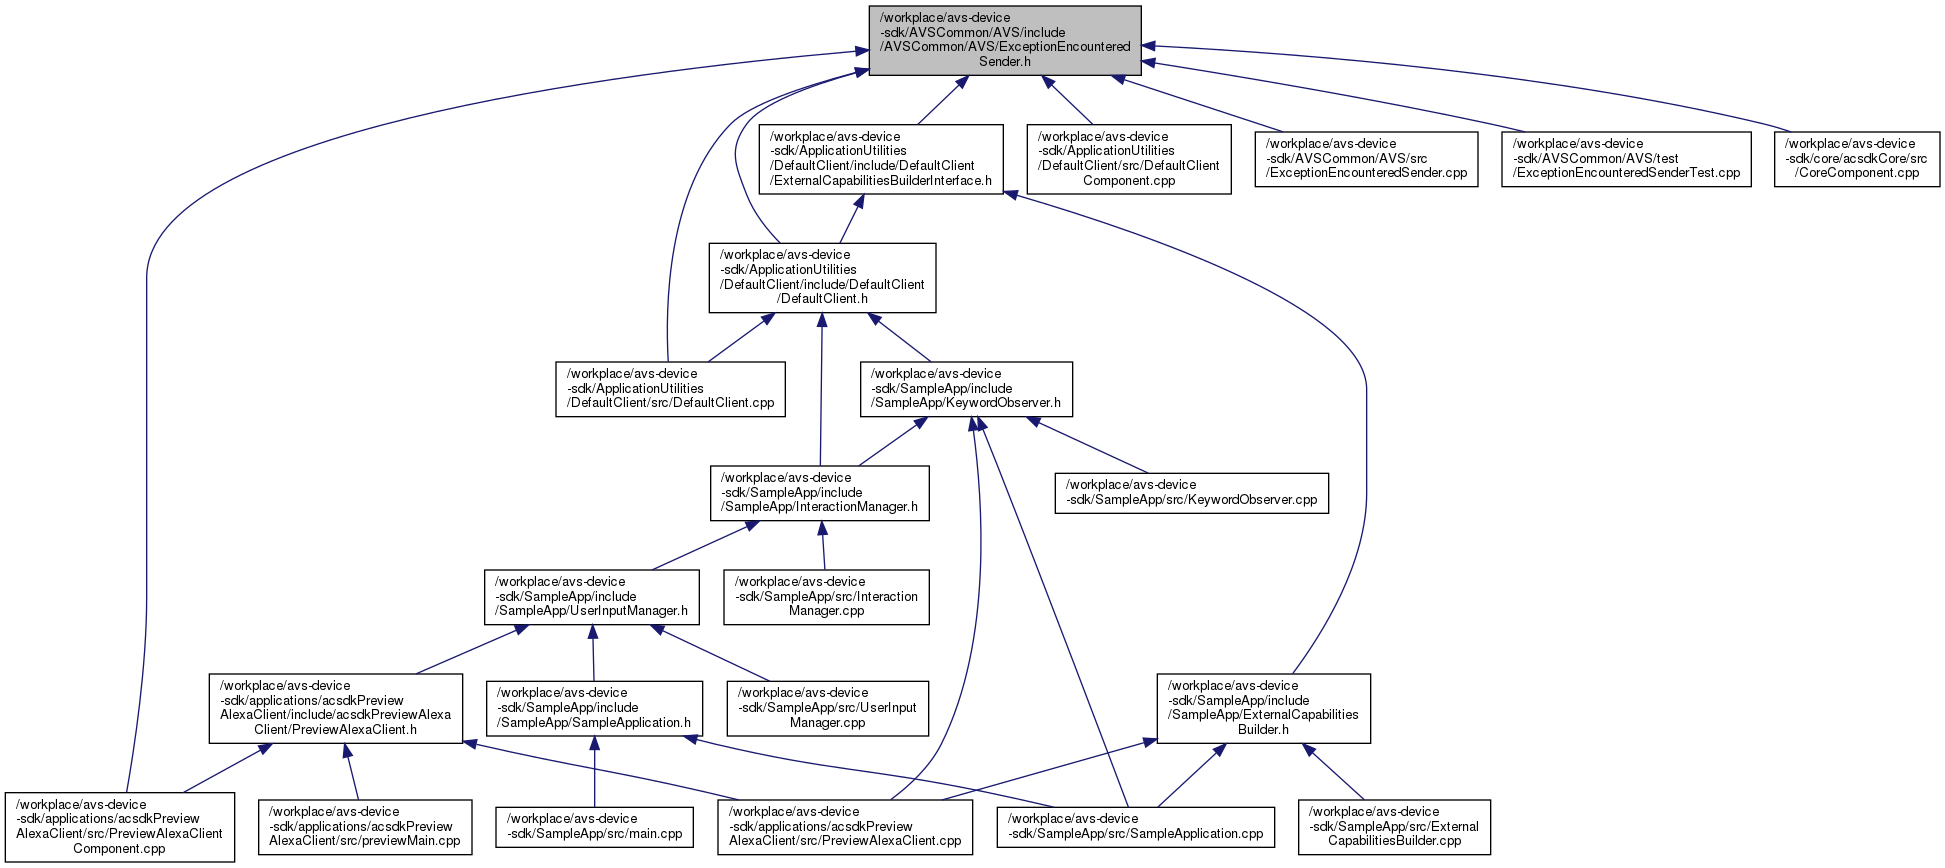 /workplace/avs-device
-sdk/AVSCommon/AVS/include
/AVSCommon/AVS/ExceptionEncountered
Sender.h
/workplace/avs-device
-sdk/ApplicationUtilities
/DefaultClient/include/DefaultClient
/ExternalCapabilitiesBuilderInterface.h
/workplace/avs-device
-sdk/ApplicationUtilities
/DefaultClient/src/DefaultClient
Component.cpp
/workplace/avs-device
-sdk/AVSCommon/AVS/src
/ExceptionEncounteredSender.cpp
/workplace/avs-device
-sdk/AVSCommon/AVS/test
/ExceptionEncounteredSenderTest.cpp
/workplace/avs-device
-sdk/core/acsdkCore/src
/CoreComponent.cpp
/workplace/avs-device
-sdk/ApplicationUtilities
/DefaultClient/include/DefaultClient
/DefaultClient.h
/workplace/avs-device
-sdk/ApplicationUtilities
/DefaultClient/src/DefaultClient.cpp
/workplace/avs-device
-sdk/SampleApp/include
/SampleApp/KeywordObserver.h
/workplace/avs-device
-sdk/SampleApp/include
/SampleApp/InteractionManager.h
/workplace/avs-device
-sdk/SampleApp/src/KeywordObserver.cpp
/workplace/avs-device
-sdk/SampleApp/include
/SampleApp/UserInputManager.h
/workplace/avs-device
-sdk/SampleApp/src/Interaction
Manager.cpp
/workplace/avs-device
-sdk/applications/acsdkPreview
AlexaClient/include/acsdkPreviewAlexa
Client/PreviewAlexaClient.h
/workplace/avs-device
-sdk/SampleApp/include
/SampleApp/SampleApplication.h
/workplace/avs-device
-sdk/SampleApp/src/UserInput
Manager.cpp
/workplace/avs-device
-sdk/SampleApp/include
/SampleApp/ExternalCapabilities
Builder.h
/workplace/avs-device
-sdk/applications/acsdkPreview
AlexaClient/src/PreviewAlexaClient
Component.cpp
/workplace/avs-device
-sdk/applications/acsdkPreview
AlexaClient/src/previewMain.cpp
/workplace/avs-device
-sdk/SampleApp/src/main.cpp
/workplace/avs-device
-sdk/applications/acsdkPreview
AlexaClient/src/PreviewAlexaClient.cpp
/workplace/avs-device
-sdk/SampleApp/src/SampleApplication.cpp
/workplace/avs-device
-sdk/SampleApp/src/External
CapabilitiesBuilder.cpp